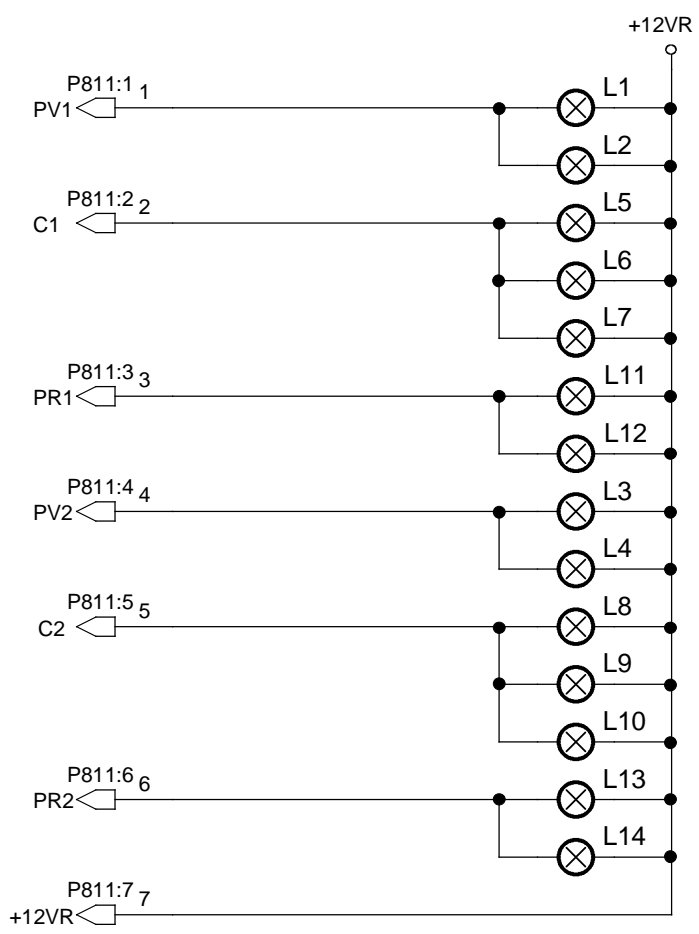 +12VR
P811:1 1 L1
PV1
L2
P811:2 2 L5
C1
L6
L7
P811:3 3 L11
PR1
L12
P811:4 4 L3
PV2
L4
P811:5 5 L8
C2
L9
L10
P811:6 6 L13
PR2
L14
P811:7 7
+12VR